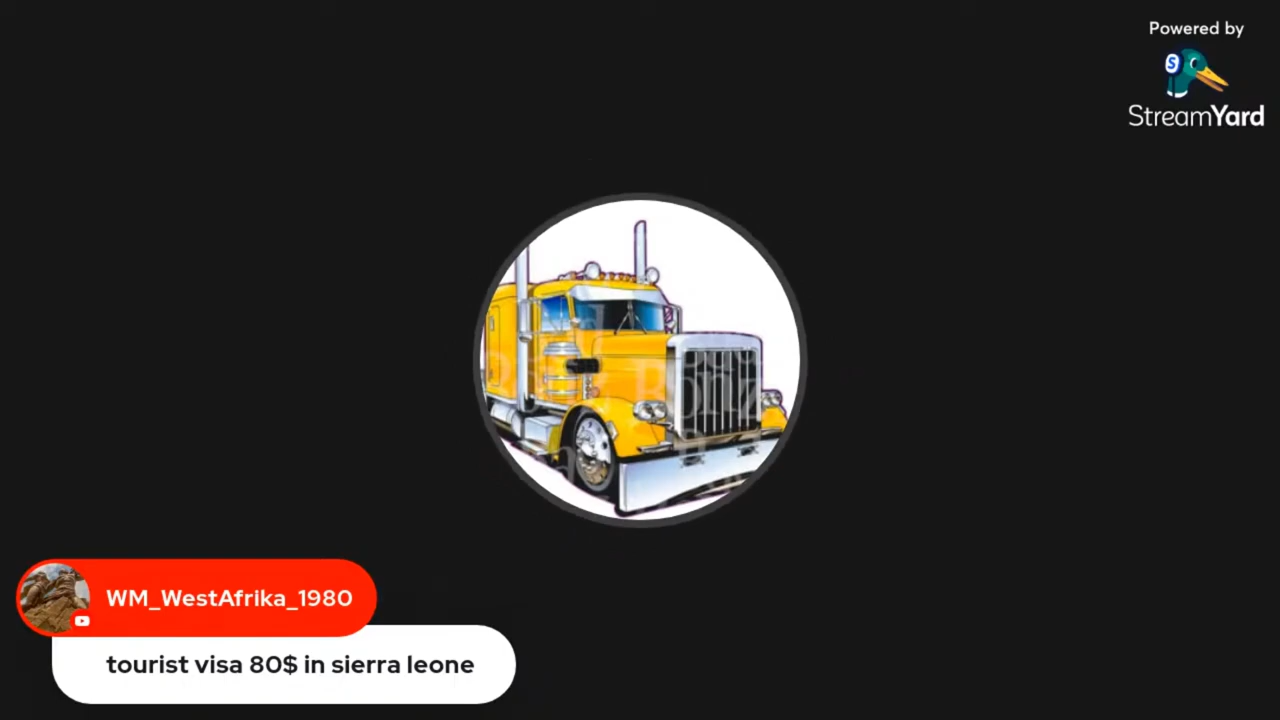 Powered by
S
StreamYard
WM_WestAfrika_1980
tourist visa 80$ in sierra leone